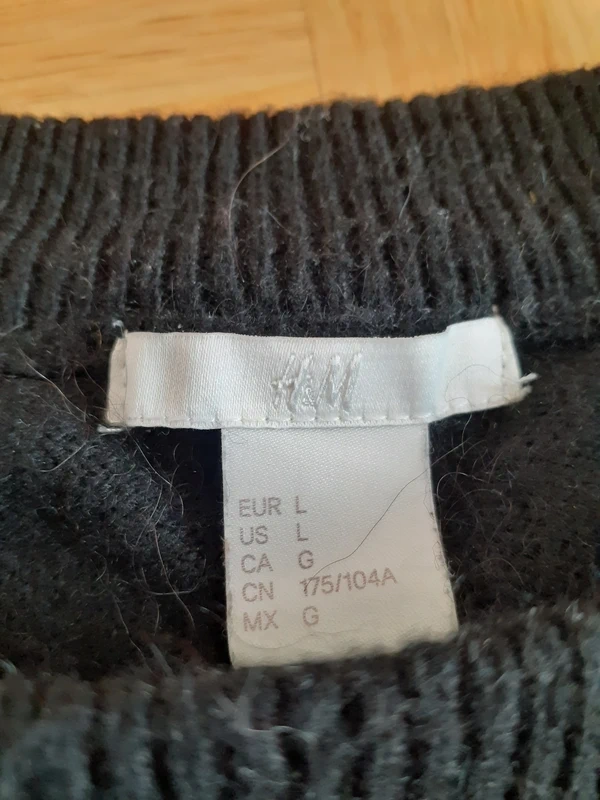 H&M
EUR L
US L
CA G
CN 175/104A
MX G